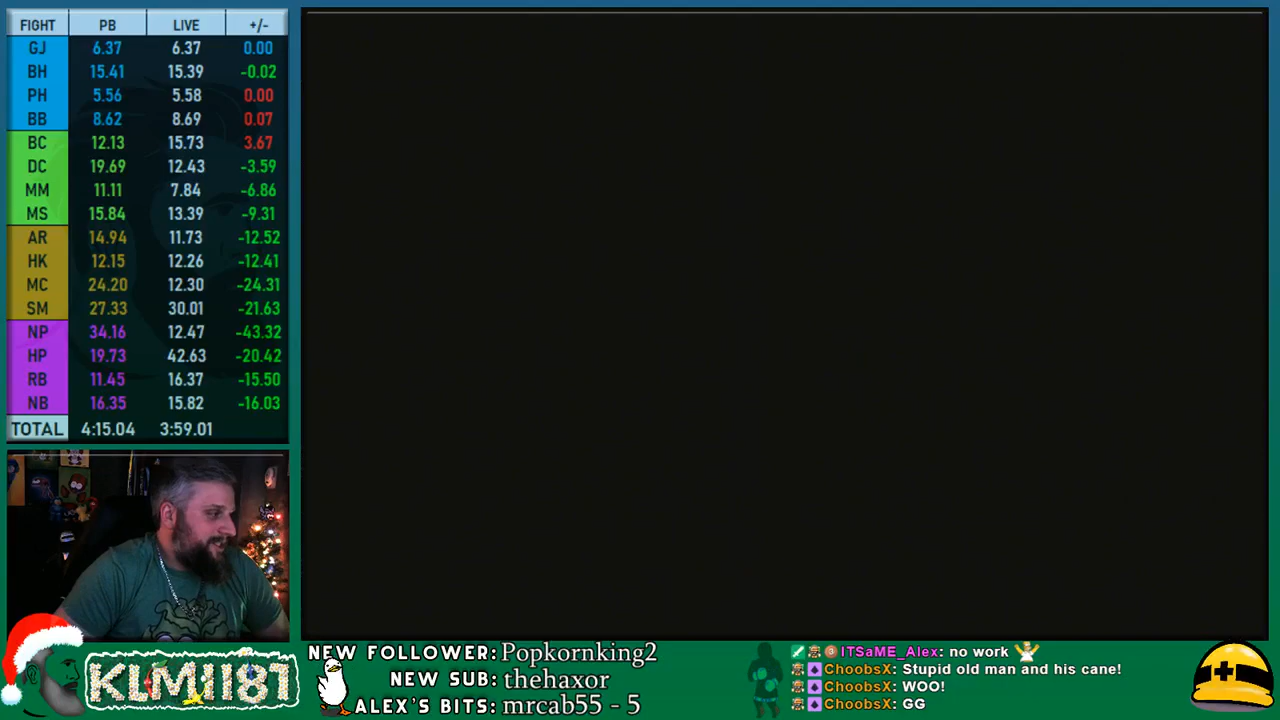 FIGHT PB LIVE +/-
GJ 6.37 6.37 0.00
BH 15.41 15.39 -0.02
PH 5.56 5.58 0.00
BB 8.62 8.69 0.07
BC 12.13 15.73 3.67
DC 19.69 12.43 -3.59
MM 11.11 7.84 -6.86
MS 15.84 13.39 -9.31
AR 14.94 11.73 -12.52
HK 12.15 12.26 -12.41
MC 24.20 12.30 -24.31
SM 27.33 30.01 -21.63
NP 34.16 12.47 -43.32
HP 19.73 42.63 -20.42
RB 11.45 16.37 -15.50
NB 16.35 15.82 -16.03
TOTAL 4:15.04 3:59.01
KLM1187
NEW FOLLOWER: Popkornking2
NEW SUB: thehaxor
ALEX'S BITS: mrcab55 - 5
ITSaME_Alex: no work
ChoobsX: Stupid old man and his cane!
ChoobsX: WOO!
ChoobsX: GG